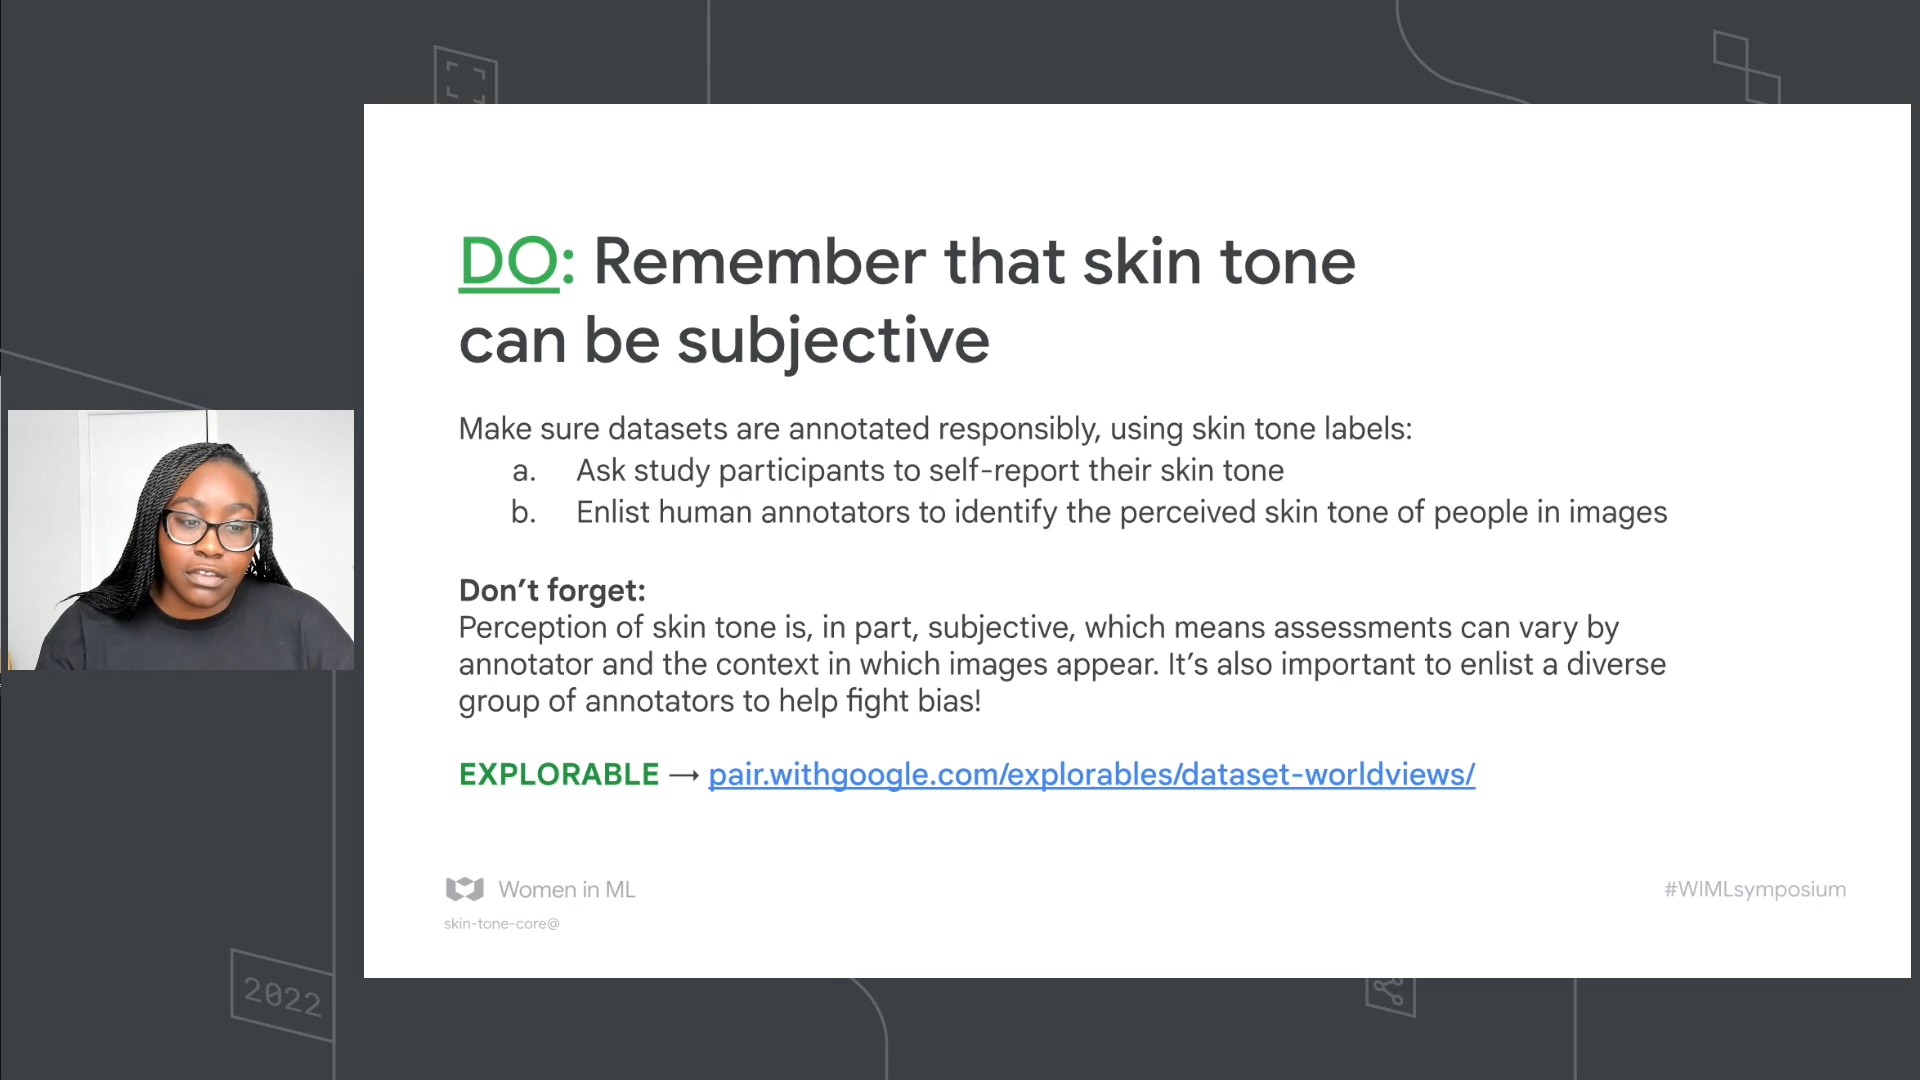 DO: Remember that skin tone
can be subjective
Make sure datasets are annotated responsibly, using skin tone labels:
a. Ask study participants to self-report their skin tone
b. Enlist human annotators to identify the perceived skin tone of people in images
Don’t forget:
Perception of skin tone is, in part, subjective, which means assessments can vary by
annotator and the context in which images appear. It’s also important to enlist a diverse
group of annotators to help fight bias!
EXPLORABLE → pair.withgoogle.com/explorables/dataset-worldviews/
Women in ML
#WIMLsymposium
skin-tone-core@
2022